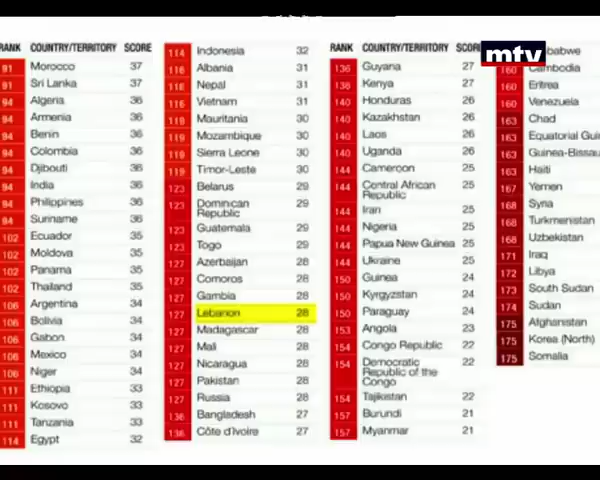 mtv
RANK COUNTRY/TERRITORY SCORE
91 Morocco 37
91 Sri Lanka 37
94 Algeria 36
94 Armenia 36
94 Benin 36
94 Colombia 36
94 Djibouti 36
94 India 36
94 Philippines 36
94 Suriname 36
102 Ecuador 35
102 Moldova 35
102 Panama 35
102 Thailand 35
106 Argentina 34
106 Bolivia 34
106 Gabon 34
106 Mexico 34
106 Niger 34
111 Ethiopia 33
111 Kosovo 33
111 Tanzania 33
114 Egypt 32
114 Indonesia 32
116 Albania 31
116 Nepal 31
116 Vietnam 31
119 Mauritania 30
119 Mozambique 30
119 Sierra Leone 30
119 Timor-Leste 30
123 Belarus 29
123 Dominican 29
Republic
123 Guatemala 29
123 Togo 29
127 Azerbaijan 28
127 Comoros 28
127 Gambia 28
127 Lebanon 28
127 Madagascar 28
127 Mali 28
127 Nicaragua 28
127 Pakistan 28
127 Russia 28
136 Bangladesh 27
136 Côte d'Ivoire 27
RANK COUNTRY/TERRITORY SCORE
136 Guyana 27
136 Kenya 27
140 Honduras 26
140 Kazakhstan 26
140 Laos 26
140 Uganda 26
144 Cameroon 25
144 Central African 25
Republic
144 Iran 25
144 Nigeria 25
144 Papua New Guinea 25
144 Ukraine 25
150 Guinea 24
150 Kyrgyzstan 24
150 Paraguay 24
153 Angola 23
154 Congo Republic 22
154 Democratic 22
Republic of the
Congo
154 Tajikistan 22
157 Burundi 21
157 Myanmar 21
babwe
160 Cambodia
160 Eritrea
160 Venezuela
163 Chad
163 Equatorial Gui
163 Guinea-Bissau
163 Haiti
167 Yemen
168 Syria
168 Turkmenistan
168 Uzbekistan
171 Iraq
172 Libya
173 South Sudan
174 Sudan
175 Afghanistan
175 Korea (North)
175 Somalia